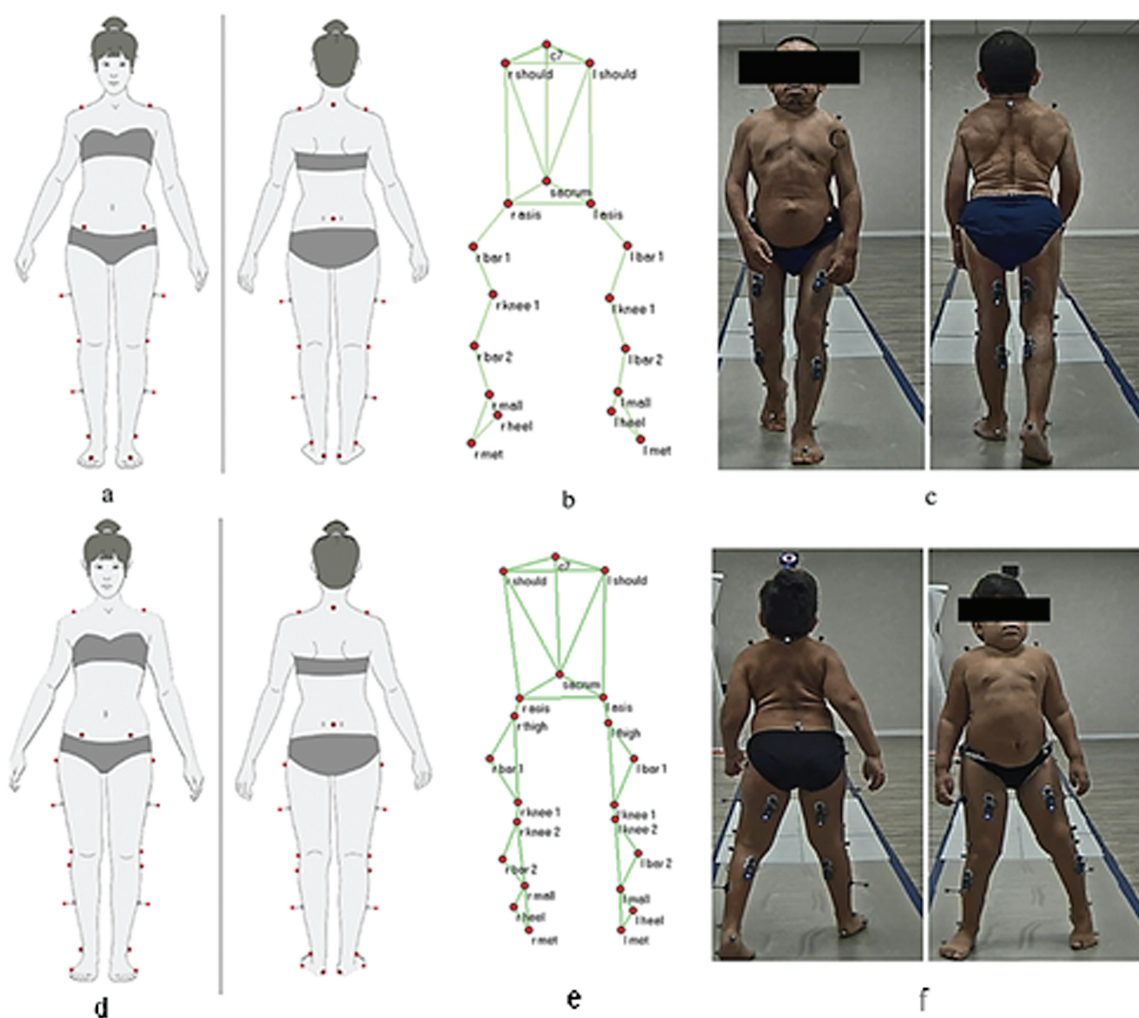 c7
r should
l should
sacrum
r asis
l asis
r bar 1
l bar 1
r knee 1
l knee 1
r bar 2
l bar 2
r mall
l mall
r heel
l heel
r met
l met
a
b
c
c7
r should
l should
sacrum
r asis
l asis
r thigh
l thigh
r bar 1
l bar 1
r knee 1
l knee 1
r knee 2
l knee 2
r bar 2
l bar 2
r mall
l mall
r heel
l heel
r met
l met
d
e
f